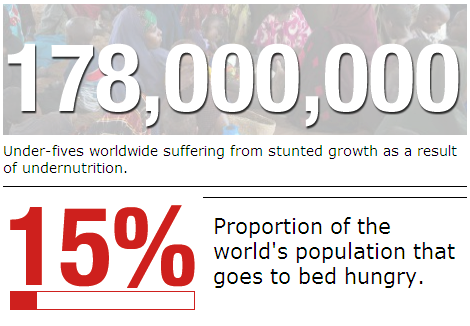 178,000,000
Under-fives worldwide suffering from stunted growth as a result
of undernutrition.
15%
Proportion of the
world's population that
goes to bed hungry.